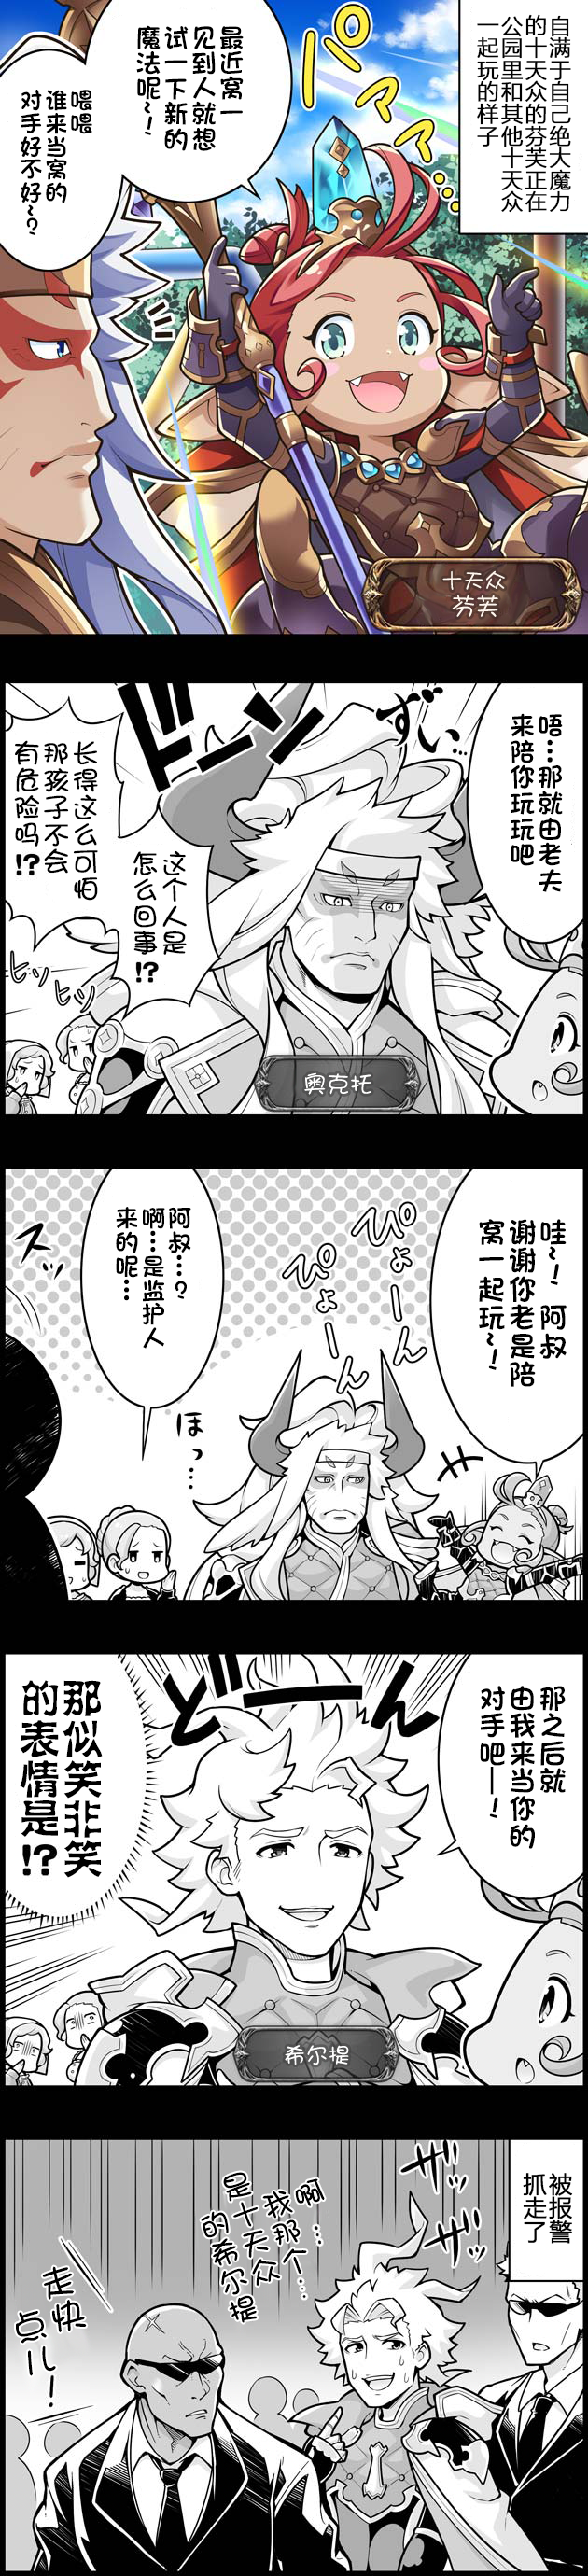 自满于自己绝大魔力
的十天众的芬芙正在
公园里和其他十天众
一起玩的样子
パァァ…
最近窝一
见到人就想
试一下新的
魔法呢~!
喂喂
谁来当窝的
对手好不好~?
十天众
芬芙
唔…那就由老夫
来陪你玩玩吧
ずいっ…
ドーン
这个人是
怎么回事
!?
长得这么可怕
那孩子不会
有危险吗
!?
ヒソ
ヒソ
奥克托
哇~! 阿叔
谢谢你老是陪
窝一起玩~!
ぴょーん
ぴょーん
阿叔…?
啊…是监护人
来的呢…
スッ
ほっ…
那之后就
由我来当你的
对手吧—!
どーん
那似笑非笑
的表情是!?
希尔提
被报警
抓走了
ザッ
ザッ
啊…
我那个…
是十天众
的希尔提
走快
点儿!